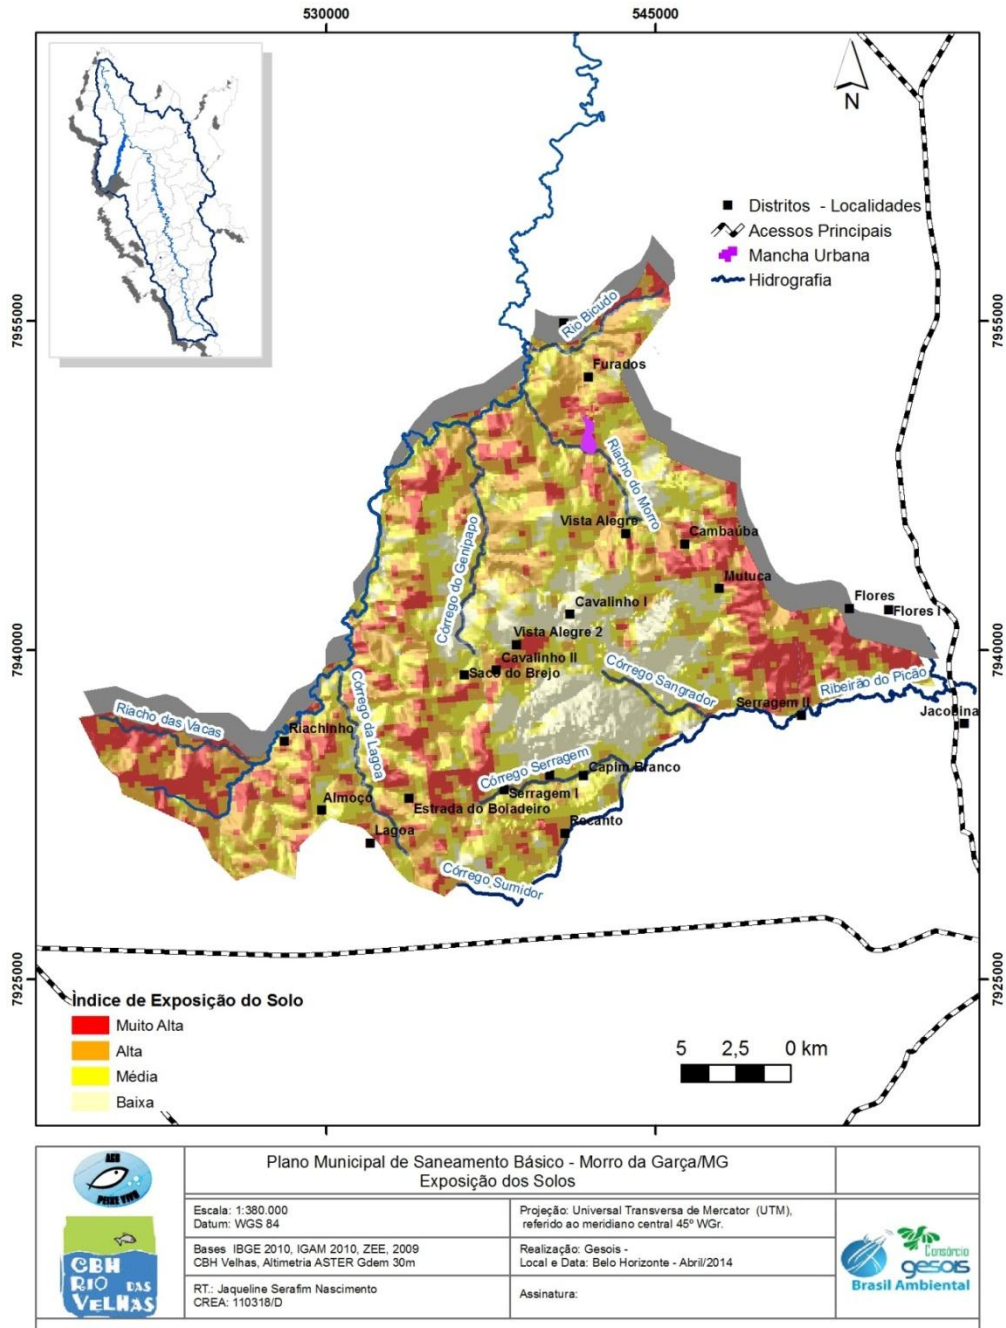 530000
545000
N
Distritos - Localidades
Acessos Principais
Mancha Urbana
Hidrografia
7955000
7955000
Rio Bicudo
Furados
Riacho do Morro
Vista Alegre
Cambaúba
Córrego do Genipapo
Mutuca
Cavalinho I
Flores
Flores I
Vista Alegre 2
7940000
7940000
Cavalinho II
Saco do Brejo
Córrego Sangrador
Ribeirão do Picão
Serragem II
Jacobina
Riacho das Vacas
Riachinho
Córrego da Lagoa
Córrego Serragem
Capim Branco
Serragem I
Almoço
Estrada do Boiadeiro
Recanto
Lagoa
Córrego Sumidor
7925000
7925000
Ìndice de Exposição do Solo
Muito Alta
Alta
Média
Baixa
5 2,5 0 km
530000
545000
AGB
PEIXE VIVO
CBH
RIO DAS
VELHAS
Plano Municipal de Saneamento Básico - Morro da Garça/MG
Exposição dos Solos
Escala: 1:380.000
Datum: WGS 84
Projeção: Universal Transversa de Mercator (UTM),
referido ao meridiano central 45º WGr.
Bases IBGE 2010, IGAM 2010, ZEE, 2009
CBH Velhas, Altimetria ASTER Gdem 30m
Realização: Gesois -
Local e Data: Belo Horizonte - Abril/2014
RT.: Jaqueline Serafim Nascimento
CREA: 110318/D
Assinatura:
Consórcio
gesois
Brasil Ambiental